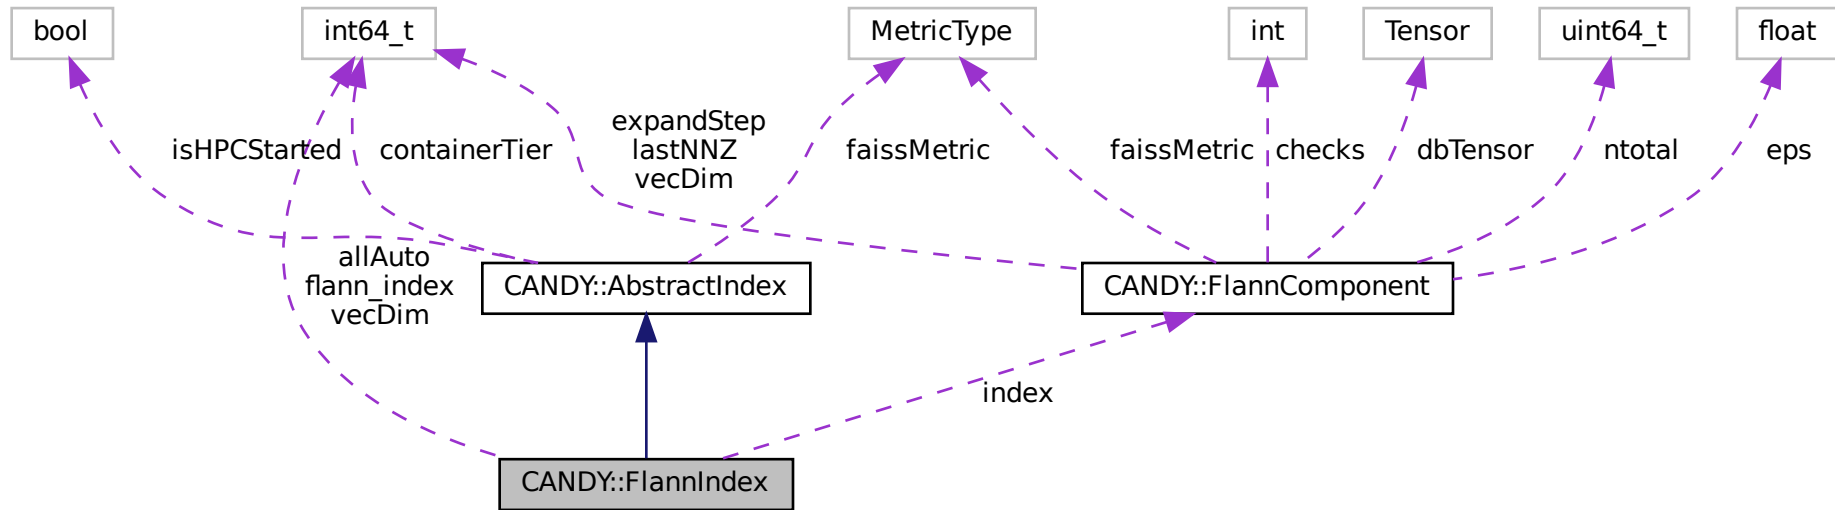 bool
int64_t
MetricType
int
Tensor
uint64_t
float
expandStep
lastNNZ
vecDim
isHPCStarted
containerTier
faissMetric
faissMetric
checks
dbTensor
ntotal
eps
allAuto
flann_index
vecDim
CANDY::AbstractIndex
CANDY::FlannComponent
index
CANDY::FlannIndex